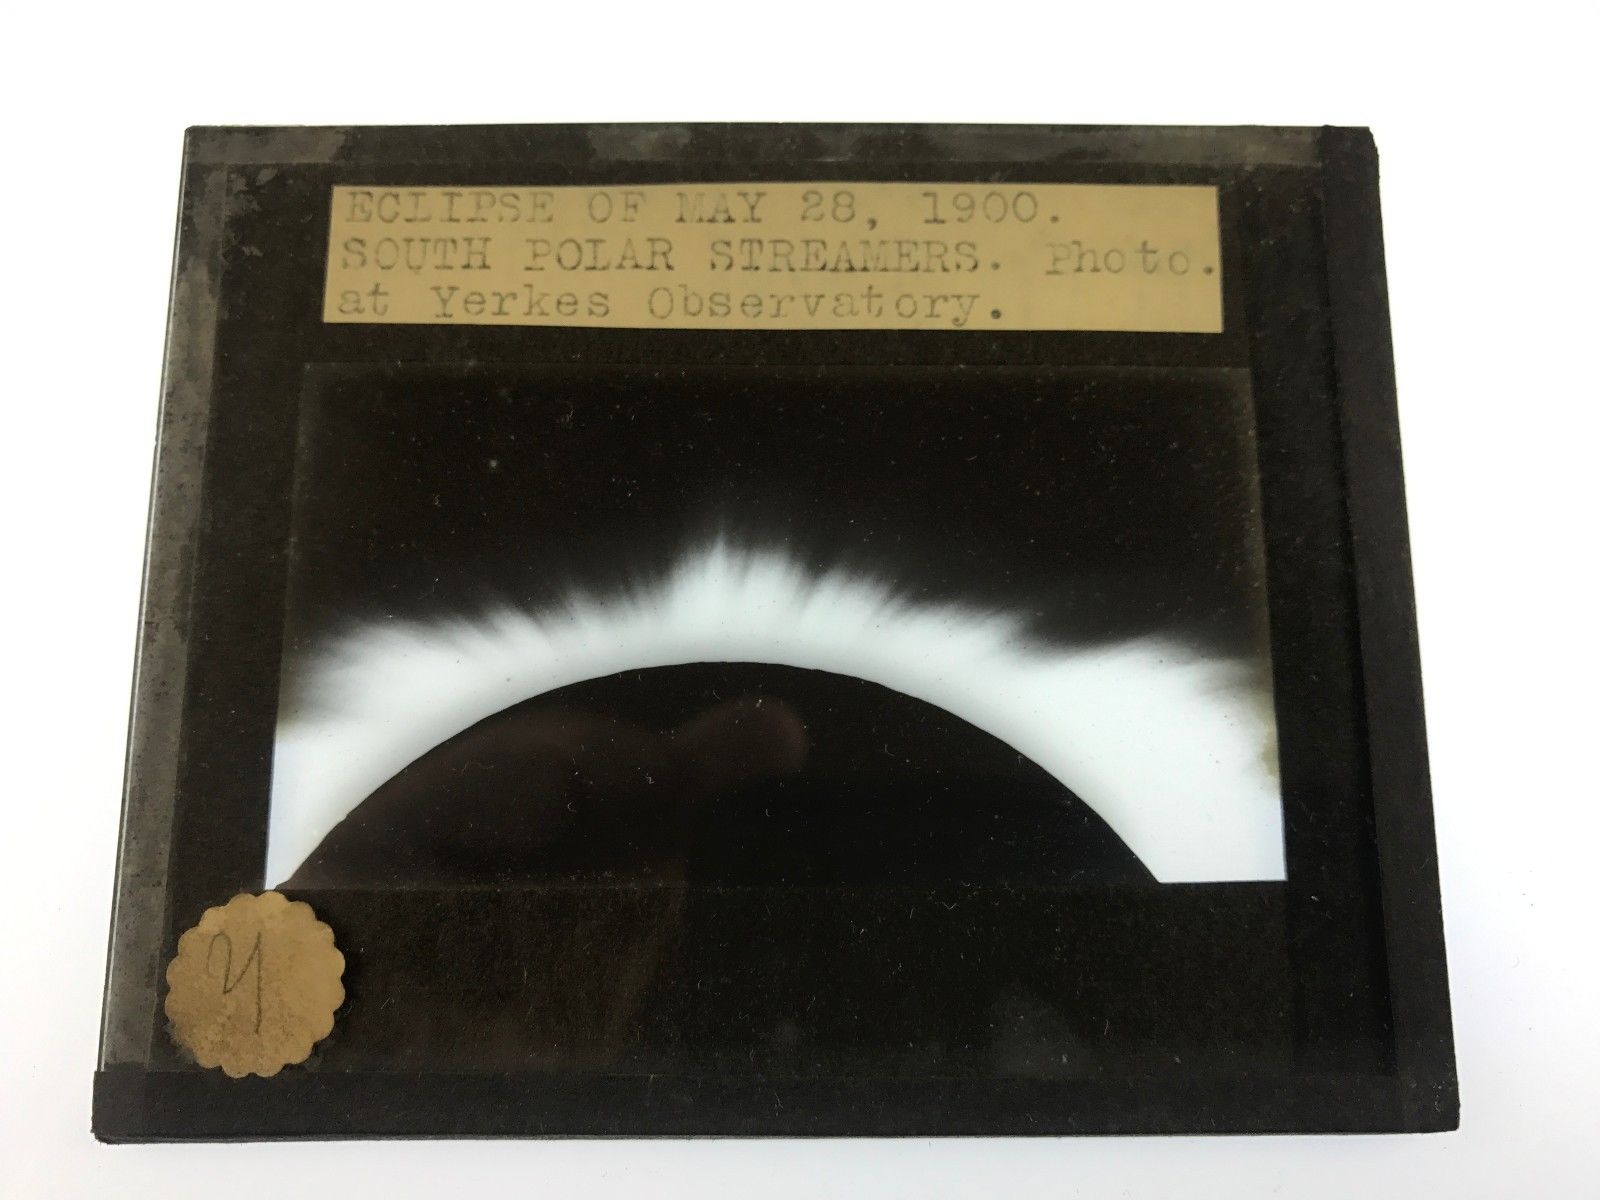 ECLIPSE OF MAY 28, 1900.
SOUTH POLAR STREAMERS. Photo.
at Yerkes Observatory.